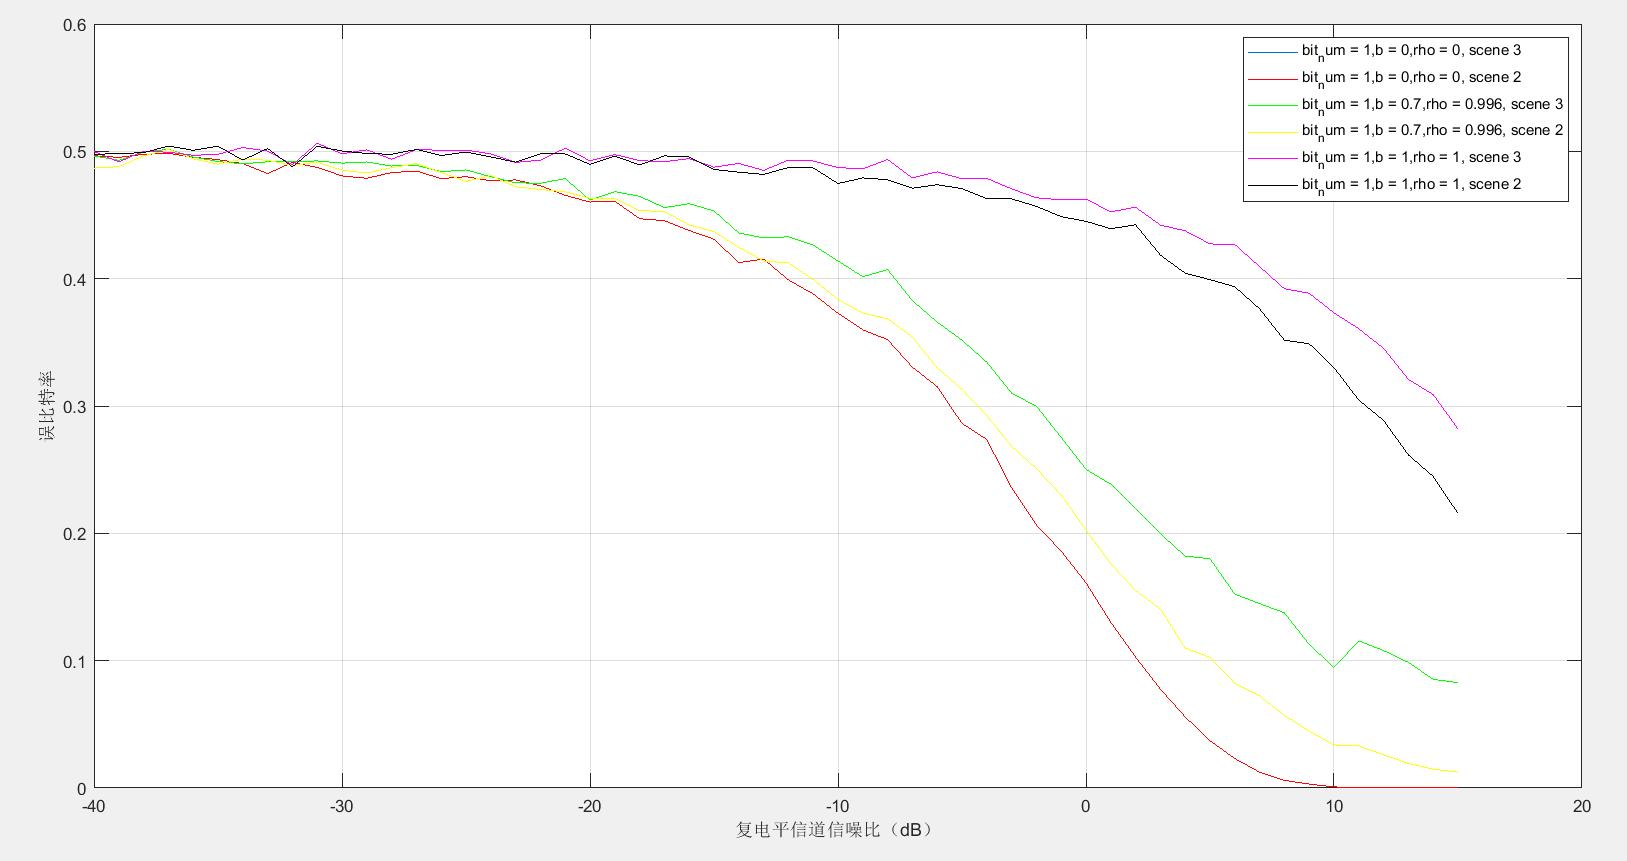 0.6
0.5
0.4
0.3
0.2
0.1
0
误比特率
bit_num = 1,b = 0,rho = 0, scene 3
bit_num = 1,b = 0,rho = 0, scene 2
bit_num = 1,b = 0.7,rho = 0.996, scene 3
bit_num = 1,b = 0.7,rho = 0.996, scene 2
bit_num = 1,b = 1,rho = 1, scene 3
bit_num = 1,b = 1,rho = 1, scene 2
-40 -30 -20 -10 0 10 20
复电平信道信噪比（dB）